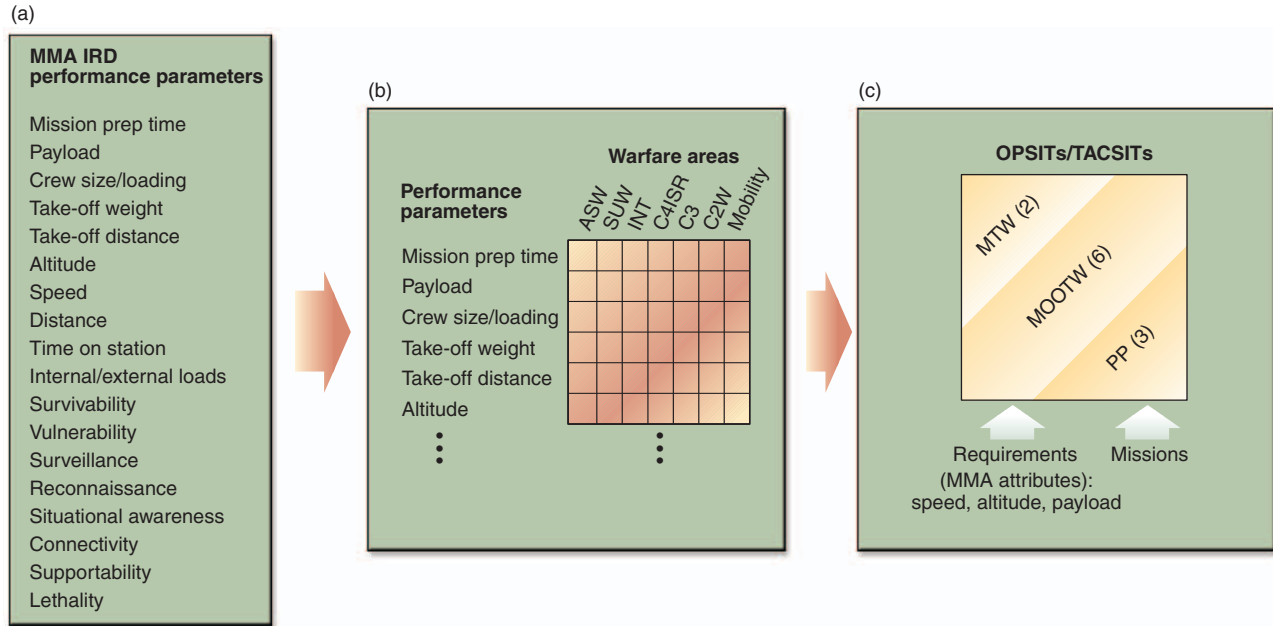 (a)
MMA IRD
performance parameters
Mission prep time
Payload
Crew size/loading
Take-off weight
Take-off distance
Altitude
Speed
Distance
Time on station
Internal/external loads
Survivability
Vulnerability
Surveillance
Reconnaissance
Situational awareness
Connectivity
Supportability
Lethality
(b)
Warfare areas
Performance
parameters
ASW
SUW
INT
C4ISR
C3
C2W
Mobility
Mission prep time
Payload
Crew size/loading
Take-off weight
Take-off distance
Altitude
(c)
OPSITs/TACSITs
MTW (2)
MOOTW (6)
PP (3)
Requirements
(MMA attributes):
speed, altitude, payload
Missions